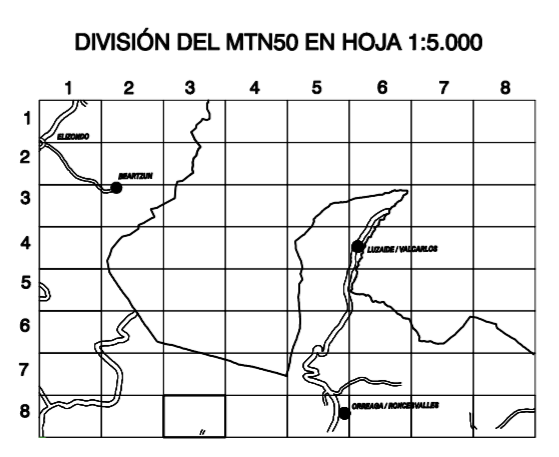 DIVISIÓN DEL MTN50 EN HOJA 1:5.000
1 2 3 4 5 6 7 8
1
ELIZONDO
2
BEARTZUN
3
4
LUZAIDE / VALCARLOS
5
6
7
8
ORREAGA / RONCESVALLES